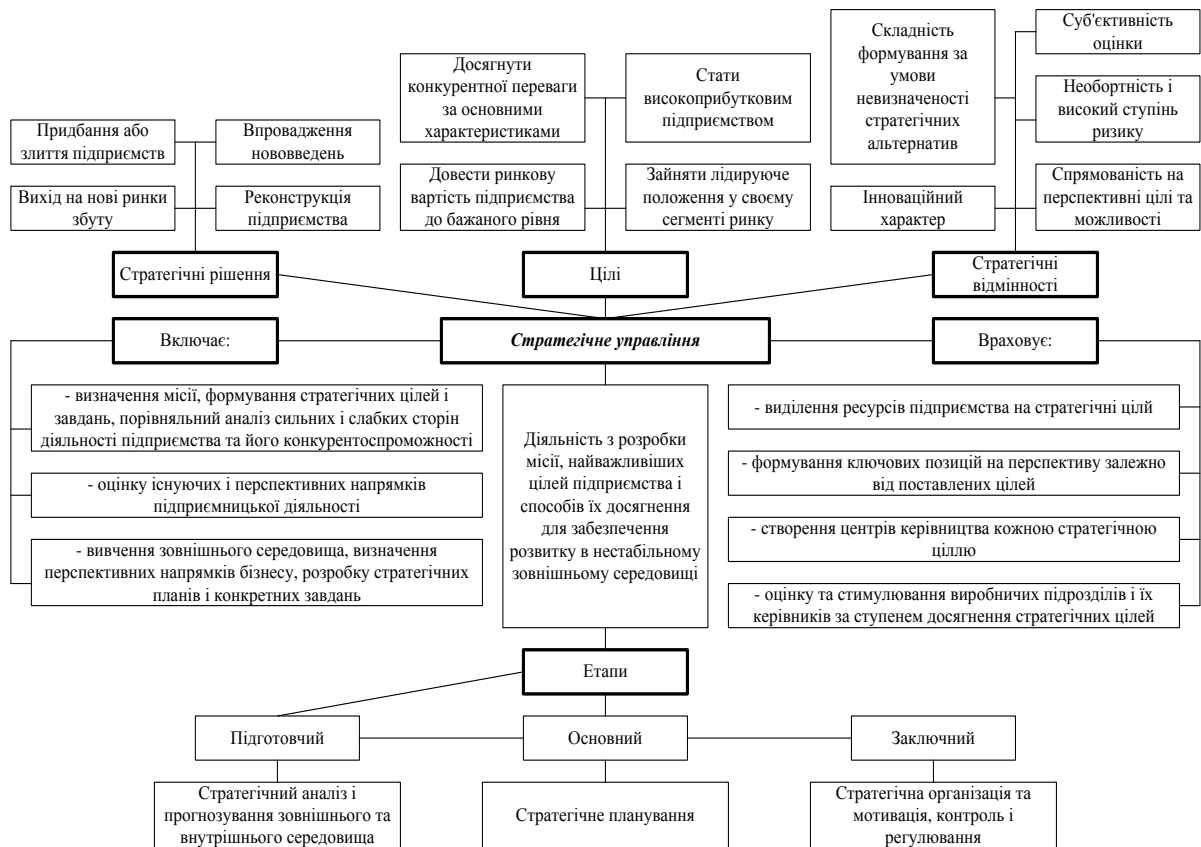 Придбання або
злиття підприємств
Впровадження
нововведень
Вихід на нові ринки
збуту
Реконструкція
підприємства
Стратегічні рішення
Досягнути
конкурентної переваги
за основними
характеристиками
Стати
високоприбутковим
підприємством
Довести ринкову
вартість підприємства
до бажаного рівня
Зайняти лідируюче
положення у своєму
сегменті ринку
Цілі
Складність
формування за
умови
невизначеності
стратегічних
альтернатив
Суб'єктивність
оцінки
Необортність і
високий ступінь
ризику
Інноваційний
характер
Спрямованість на
перспективні цілі та
можливості
Стратегічні
відмінності
Включає:
Стратегічне управління
Враховує:
- визначення місії, формування стратегічних цілей і
завдань, порівняльний аналіз сильних і слабких сторін
діяльності підприємства та його конкурентоспроможності
- оцінку існуючих і перспективних напрямків
підприємницької діяльності
- вивчення зовнішнього середовища, визначення
перспективних напрямків бізнесу, розробку стратегічних
планів і конкретних завдань
Діяльність з розробки
місії, найважливіших
цілей підприємства і
способів їх досягнення
для забезпечення
розвитку в нестабільному
зовнішньому середовищі
- виділення ресурсів підприємства на стратегічні цілй
- формування ключових позицій на перспективу залежно
від поставлених цілей
- створення центрів керівництва кожною стратегічною
ціллю
- оцінку та стимулювання виробничих підрозділів і їх
керівників за ступенем досягнення стратегічних цілей
Етапи
Підготовчий
Основний
Заключний
Стратегічний аналіз і
прогнозування зовнішнього та
внутрішнього середовища
Стратегічне планування
Стратегічна організація та
мотивація, контроль і
регулювання